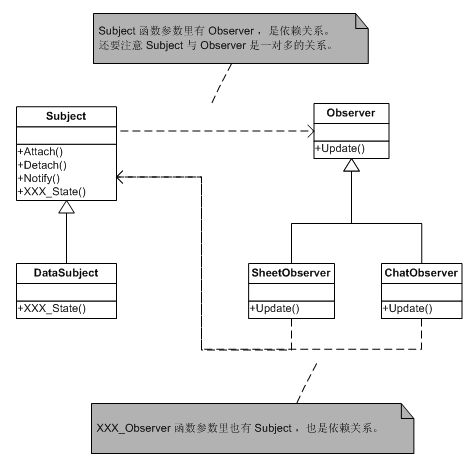 Subject 函数参数里有 Observer ，是依赖关系。
还要注意 Subject 与 Observer 是一对多的关系。
Subject
+Attach()
+Detach()
+Notify()
+XXX_State()
Observer
+Update()
DataSubject
+XXX_State()
SheetObserver
+Update()
ChatObserver
+Update()
XXX_Observer 函数参数里也有 Subject ，也是依赖关系。